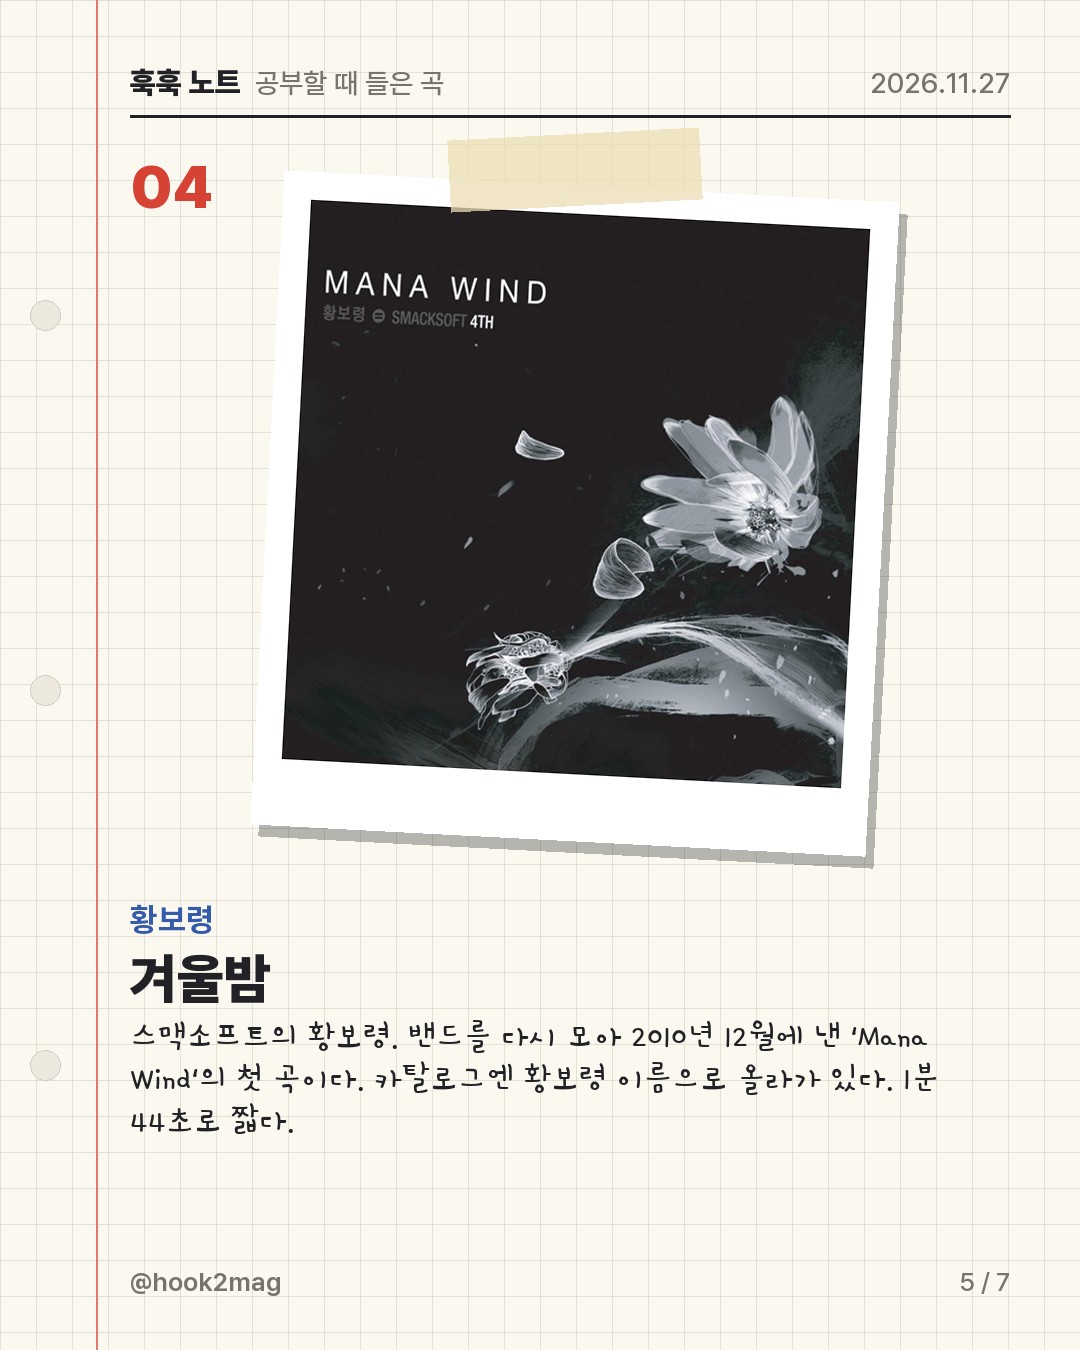 훅훅 노트 공부할 때 들은 곡 2026.11.27
04
MANA WIND
황보령 SMACKSOFT 4TH
황보령
겨울밤
스맥소프트의 황보령. 밴드를 다시 모아 2010년 12월에 낸 'Mana
Wind'의 첫 곡이다. 카탈로그엔 황보령 이름으로 올라가 있다. 1분
44초로 짧다.
@hook2mag 5 / 7